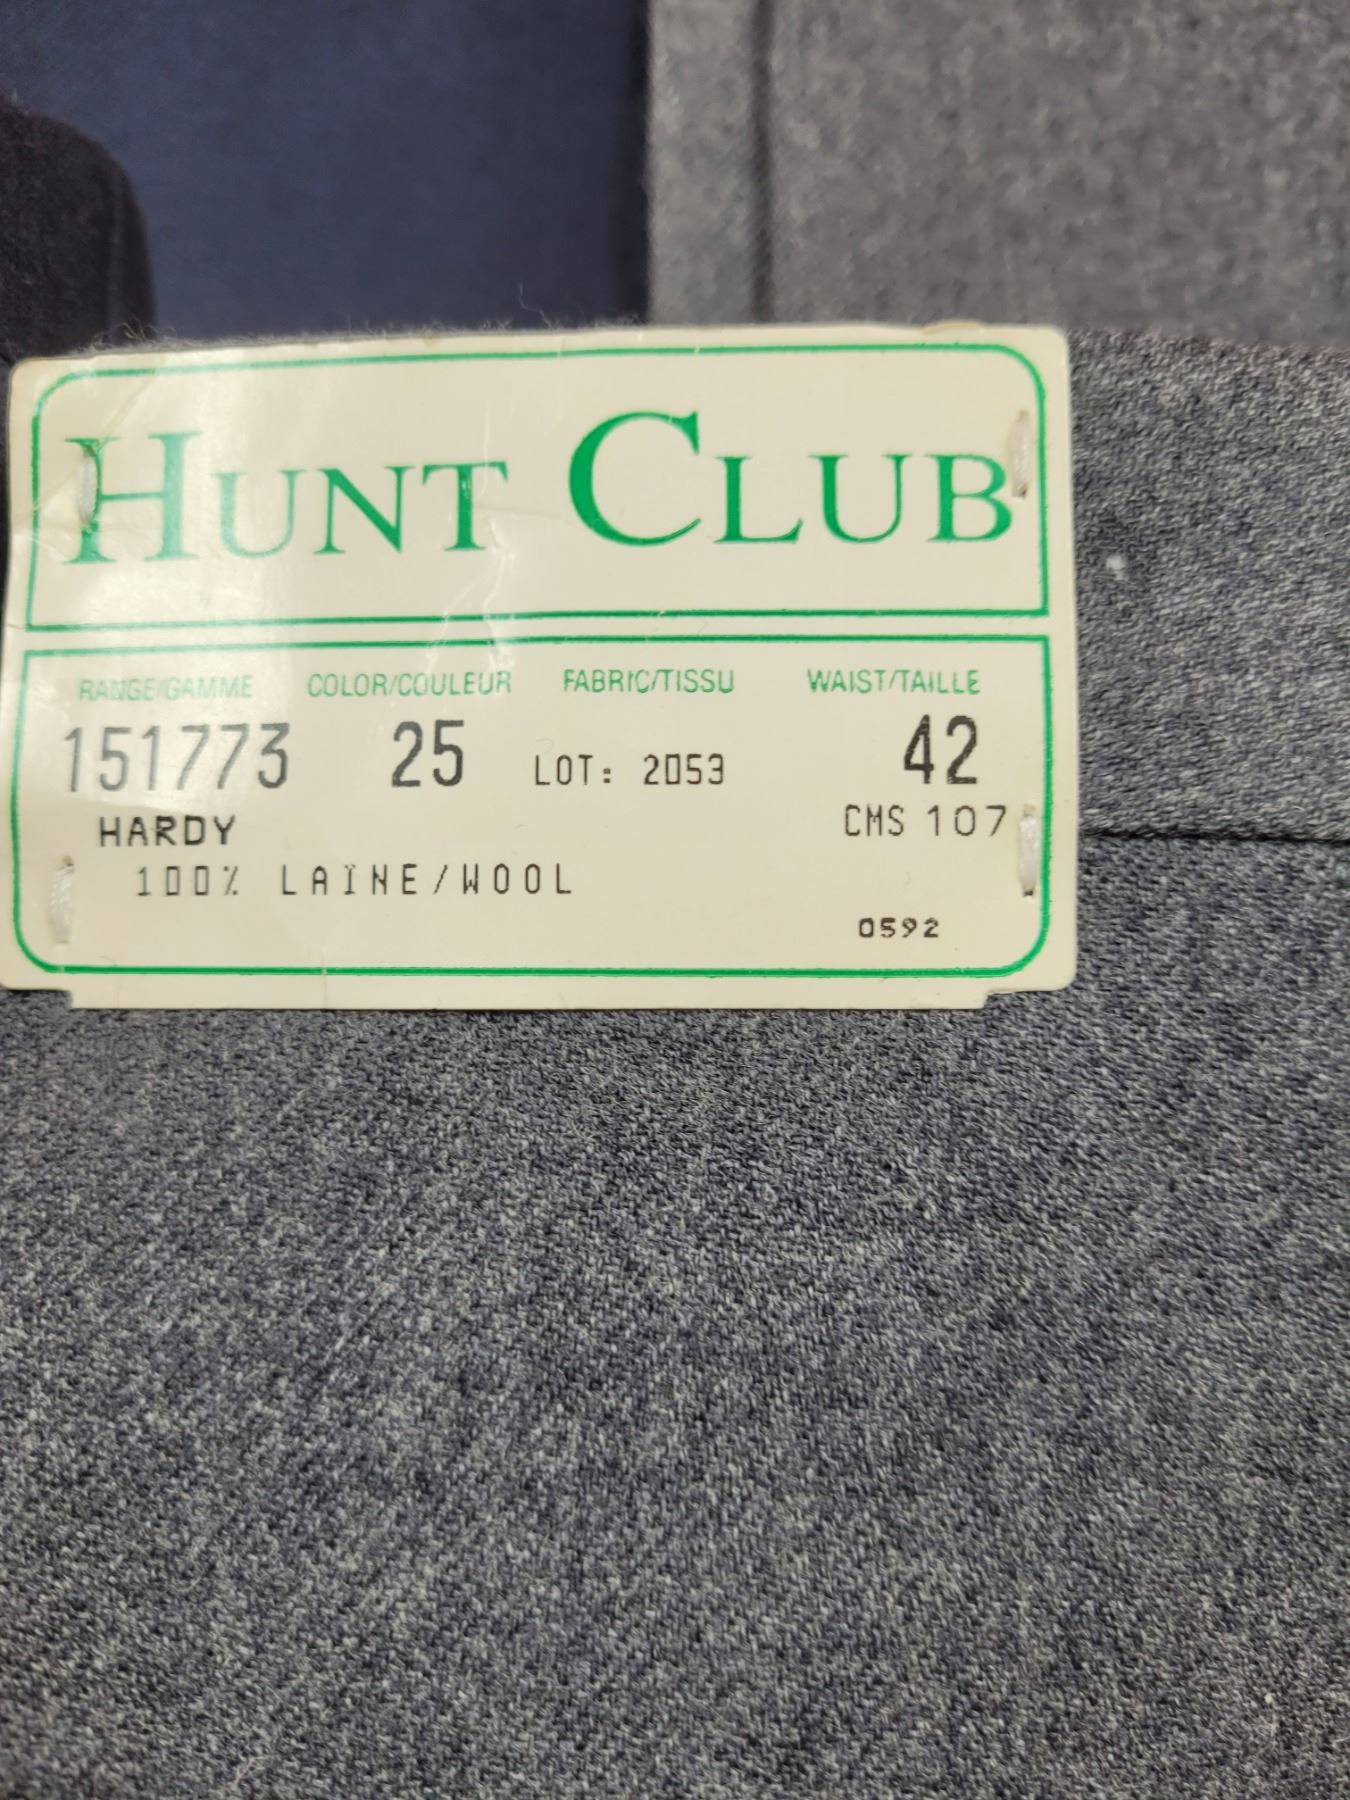 HUNT CLUB
RANGE/GAMME COLOR/COULEUR FABRIC/TISSU WAIST/TAILLE
151773 25 LOT: 2053 42
HARDY CMS 107
100% LAINE/WOOL
0592